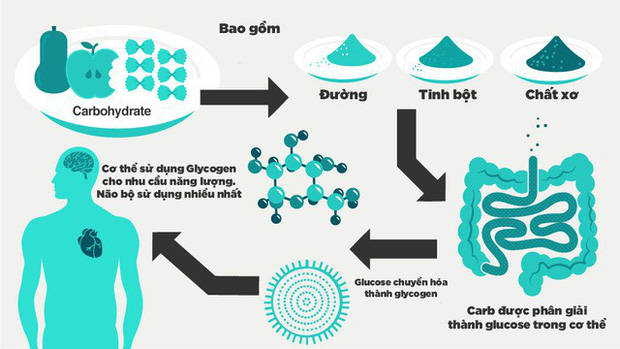 Bao gồm
Carbohydrate
Đường
Tinh bột
Chất xơ
Cơ thể sử dụng Glycogen
cho nhu cầu năng lượng.
Não bộ sử dụng nhiều nhất
Glucose chuyển hóa
thành glycogen
Carb được phân giải
thành glucose trong cơ thể